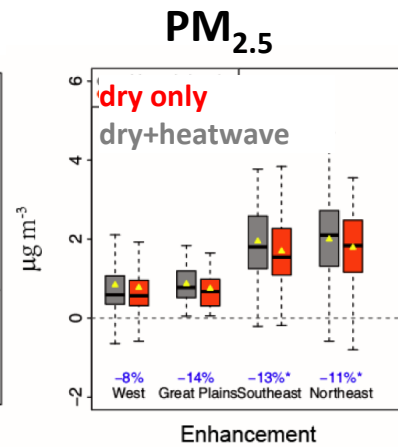 PM2.5
6
dry only
dry+heatwave
4
μg m-3
2
0
-8% -14% -13%* -11%*
West Great Plains Southeast Northeast
-2
Enhancement